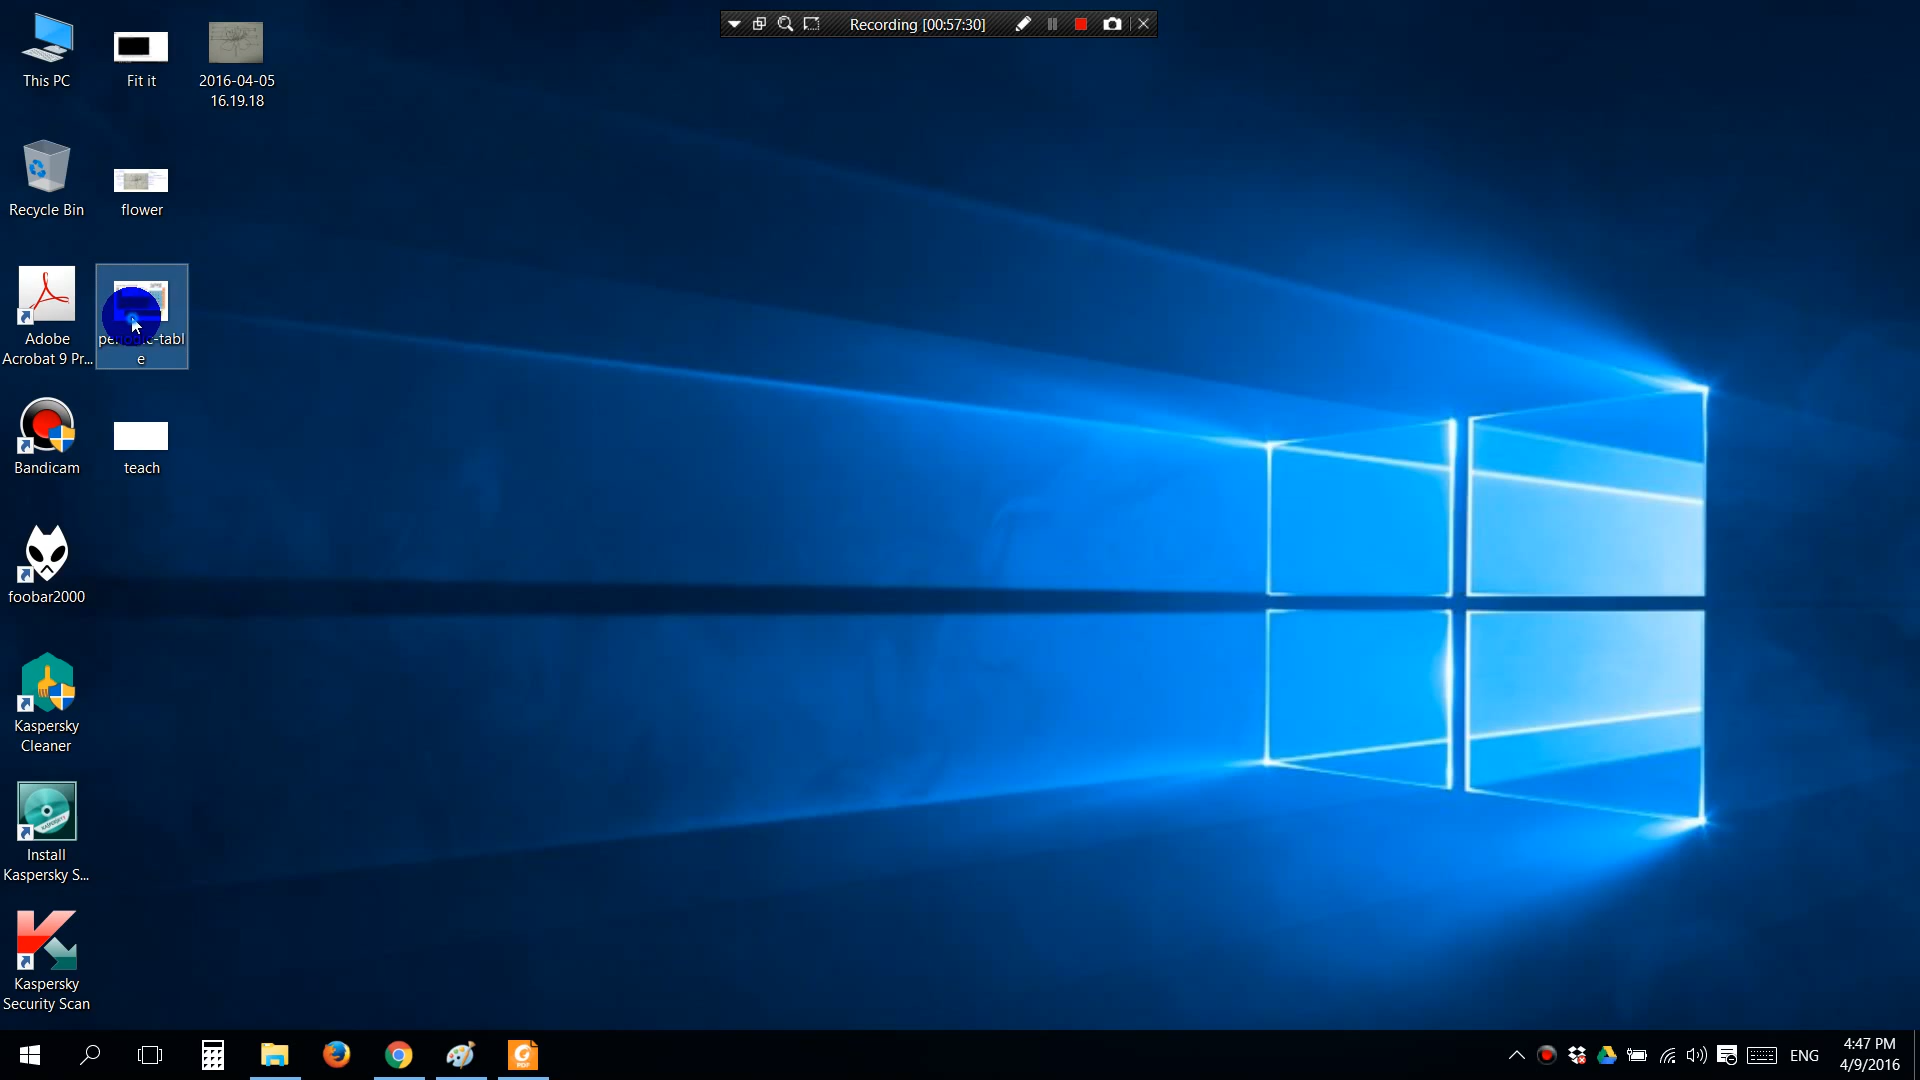 Recording [00:57:30]
This PC
Fit it
2016-04-05
16.19.18
Recycle Bin
flower
Adobe
Acrobat 9 Pr...
periodic-tabl
e
Bandicam
teach
foobar2000
Kaspersky
Cleaner
Install
Kaspersky S...
Kaspersky
Security Scan
ENG
4:47 PM
4/9/2016